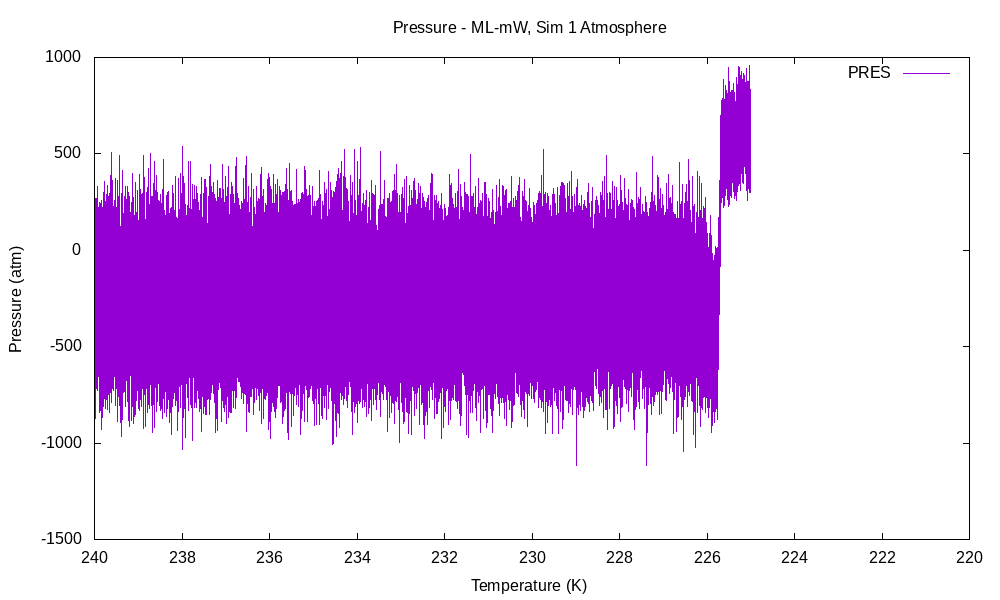 Pressure - ML-mW, Sim 1 Atmosphere
1000
500
0
-500
-1000
-1500
Pressure (atm)
PRES
240 238 236 234 232 230 228 226 224 222 220
Temperature (K)